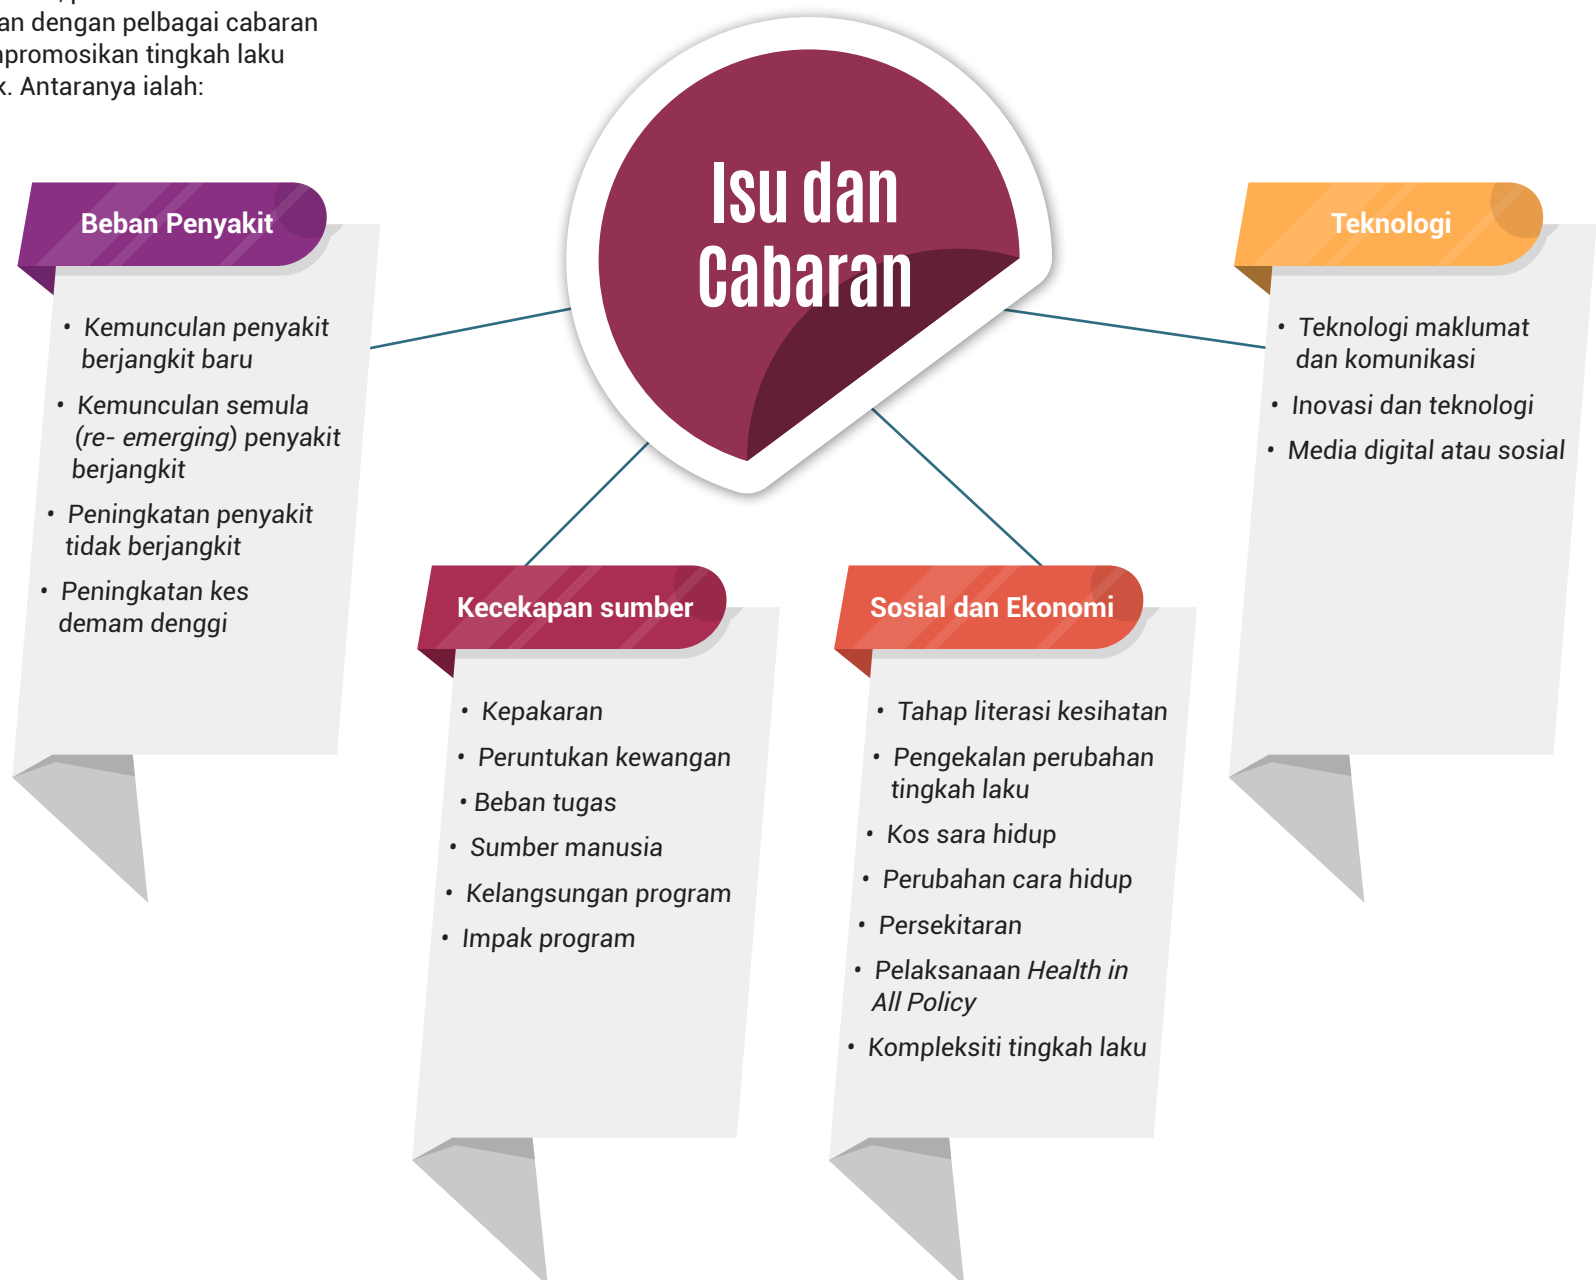 an dengan pelbagai cabaran
promosikan tingkah laku
Antaranya ialah:
Isu dan
Cabaran
Beban Penyakit
• Kemunculan penyakit
berjangkit baru
• Kemunculan semula
(re- emerging) penyakit
berjangkit
• Peningkatan penyakit
tidak berjangkit
• Peningkatan kes
demam denggi
Kecekapan sumber
• Kepakaran
• Peruntukan kewangan
• Beban tugas
• Sumber manusia
• Kelangsungan program
• Impak program
Sosial dan Ekonomi
• Tahap literasi kesihatan
• Pengekalan perubahan
tingkah laku
• Kos sara hidup
• Perubahan cara hidup
• Persekitaran
• Pelaksanaan Health in
All Policy
• Kompleksiti tingkah laku
Teknologi
• Teknologi maklumat
dan komunikasi
• Inovasi dan teknologi
• Media digital atau sosial